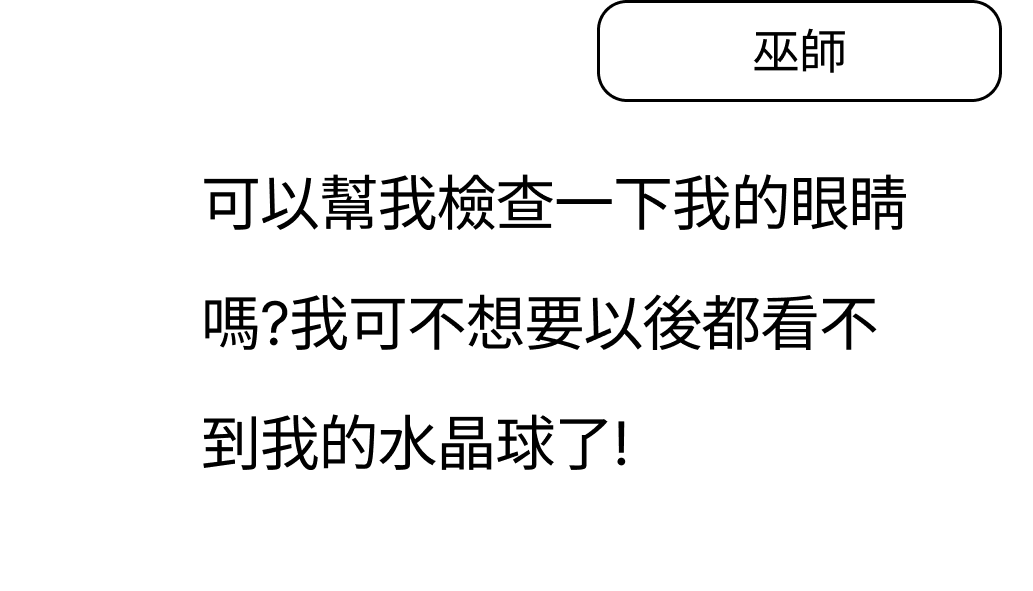 巫師
可以幫我檢查一下我的眼睛
嗎?我可不想要以後都看不
到我的水晶球了!